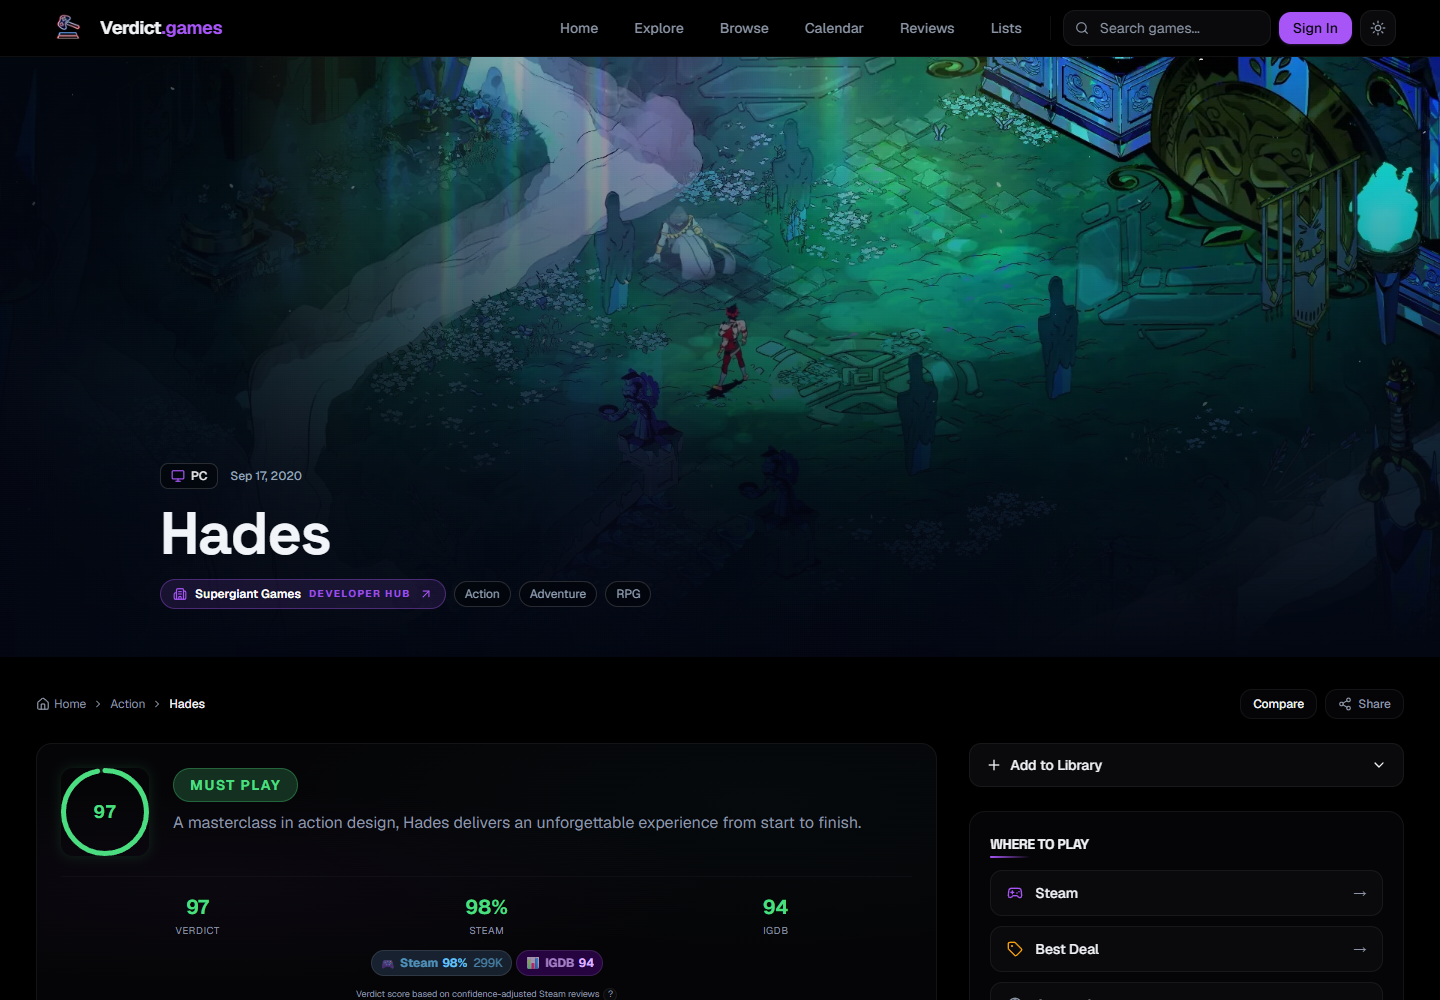 Verdict.games
Home Explore Browse Calendar Reviews Lists Search games... Sign In
PC Sep 17, 2020
Hades
Supergiant Games DEVELOPER HUB Action Adventure RPG
Home > Action > Hades
Compare Share
97
MUST PLAY
A masterclass in action design, Hades delivers an unforgettable experience from start to finish.
97 98% 94
VERDICT STEAM IGDB
Steam 98% 299K IGDB 94
Verdict score based on confidence-adjusted Steam reviews ?
+ Add to Library
WHERE TO PLAY
Steam →
Best Deal →